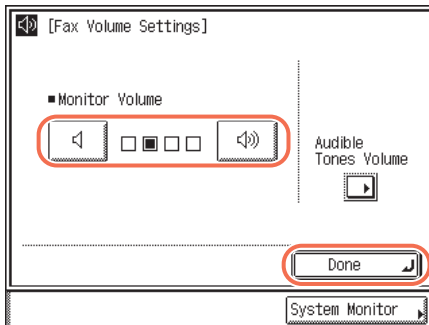 [Fax Volume Settings]
■Monitor Volume
Audible
Tones Volume
Done
System Monitor